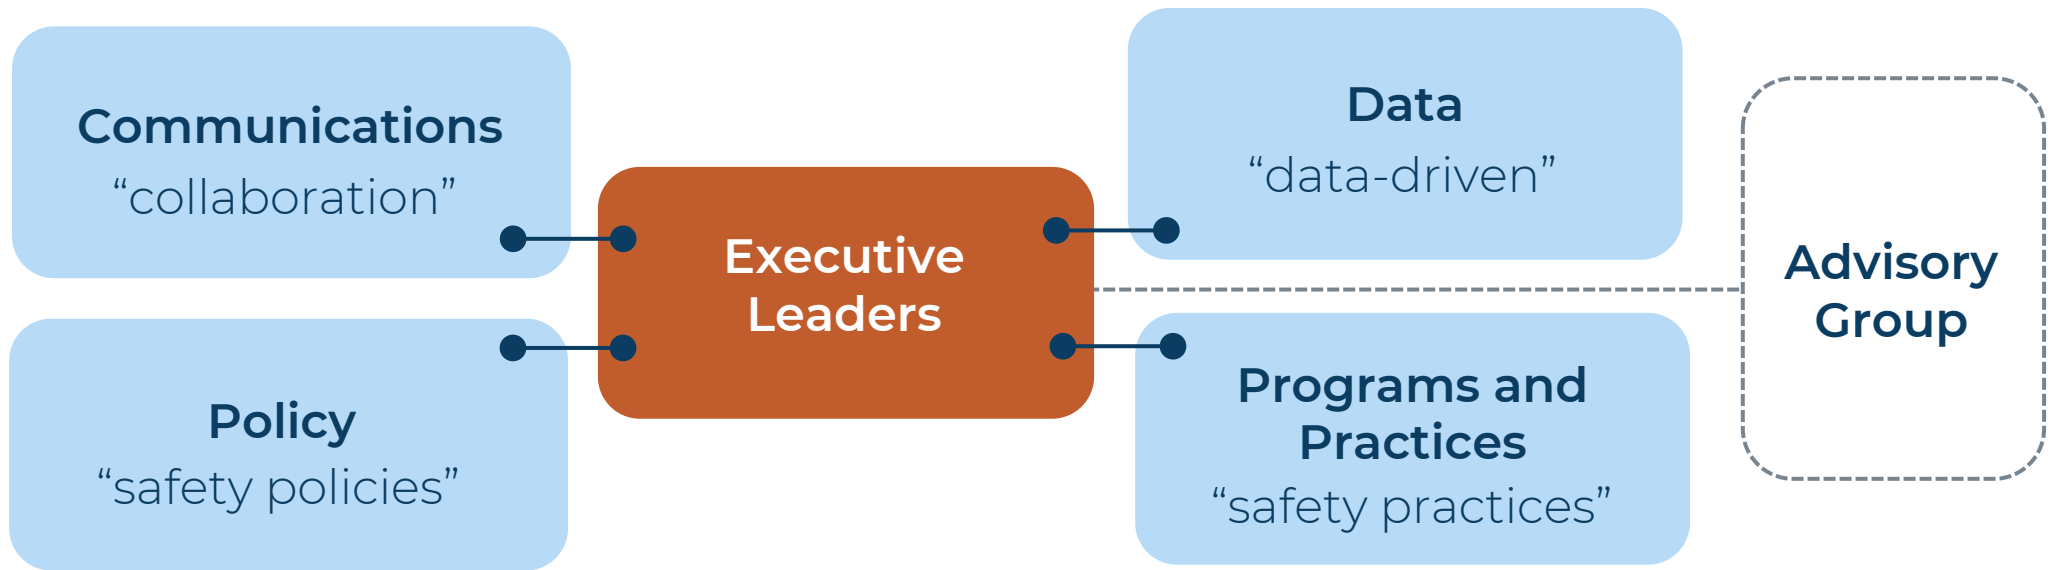 Communications
“collaboration”
Policy
“safety policies”
Executive
Leaders
Data
“data-driven”
Programs and
Practices
“safety practices”
Advisory
Group